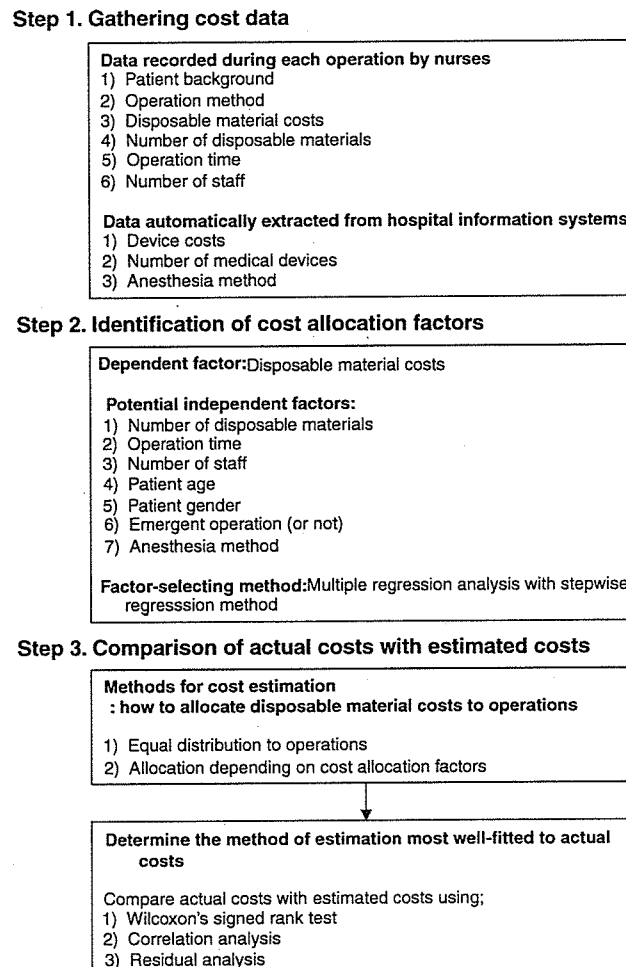 Step 1. Gathering cost data
Data recorded during each operation by nurses
1) Patient background
2) Operation method
3) Disposable material costs
4) Number of disposable materials
5) Operation time
6) Number of staff
Data automatically extracted from hospital information systems
1) Device costs
2) Number of medical devices
3) Anesthesia method
Step 2. Identification of cost allocation factors
Dependent factor:Disposable material costs
Potential independent factors:
1) Number of disposable materials
2) Operation time
3) Number of staff
4) Patient age
5) Patient gender
6) Emergent operation (or not)
7) Anesthesia method
Factor-selecting method:Multiple regression analysis with stepwise
regresssion method
Step 3. Comparison of actual costs with estimated costs
Methods for cost estimation
: how to allocate disposable material costs to operations
1) Equal distribution to operations
2) Allocation depending on cost allocation factors
Determine the method of estimation most well-fitted to actual
costs
Compare actual costs with estimated costs using;
1) Wilcoxon's signed rank test
2) Correlation analysis
3) Residual analysis